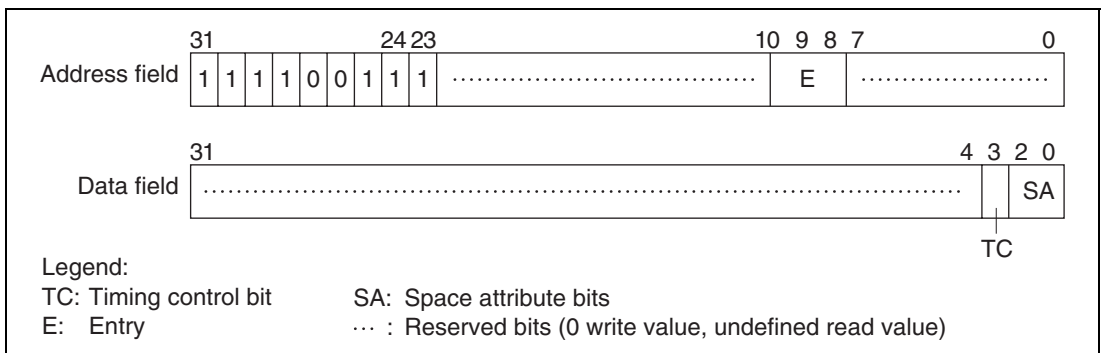 31 24 23 10 9 8 7 0
Address field 1 1 1 1 0 0 1 1 1 ...................................... E ..........................
31 4 3 2 0
Data field .................................................................................................... SA
TC
Legend:
TC: Timing control bit SA: Space attribute bits
E: Entry ··· : Reserved bits (0 write value, undefined read value)